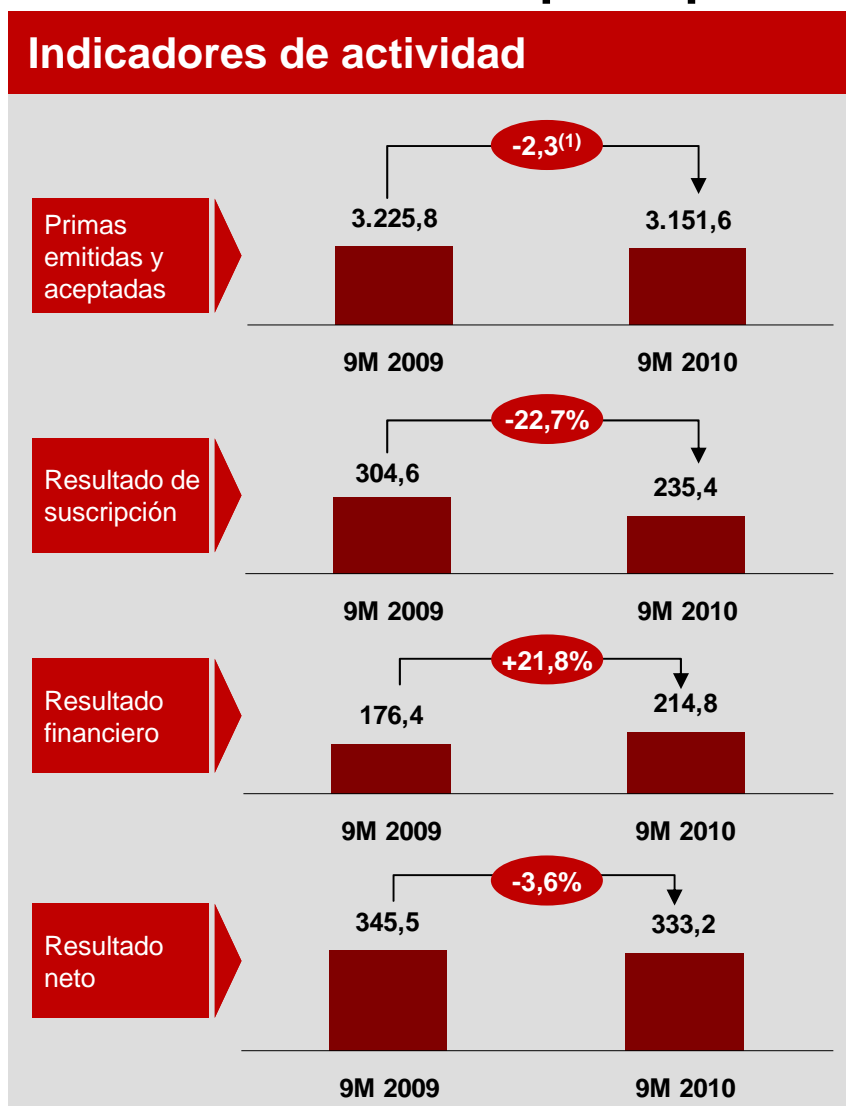 Indicadores de actividad
-2,3(1)
Primas
emitidas y
aceptadas
3.225,8
3.151,6
9M 2009
9M 2010
-22,7%
Resultado de
suscripción
304,6
235,4
9M 2009
9M 2010
+21,8%
Resultado
financiero
176,4
214,8
9M 2009
9M 2010
-3,6%
Resultado
neto
345,5
333,2
9M 2009
9M 2010